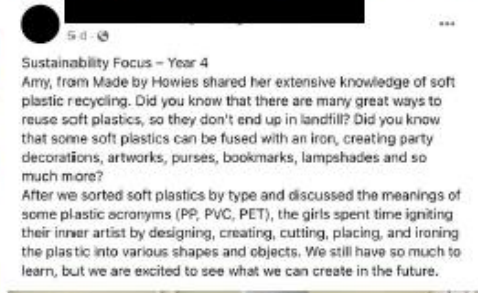 5 d ·
Sustainability Focus – Year 4
Amy, from Made by Howies shared her extensive knowledge of soft
plastic recycling. Did you know that there are many great ways to
reuse soft plastics, so they don't end up in landfill? Did you know
that some soft plastics can be fused with an iron, creating party
decorations, artworks, purses, bookmarks, lampshades and so
much more?
After we sorted soft plastics by type and discussed the meanings of
some plastic acronyms (PP, PVC, PET), the girls spent time igniting
their inner artist by designing, creating, cutting, placing, and ironing
the plastic into various shapes and objects. We still have so much to
learn, but we are excited to see what we can create in the future.